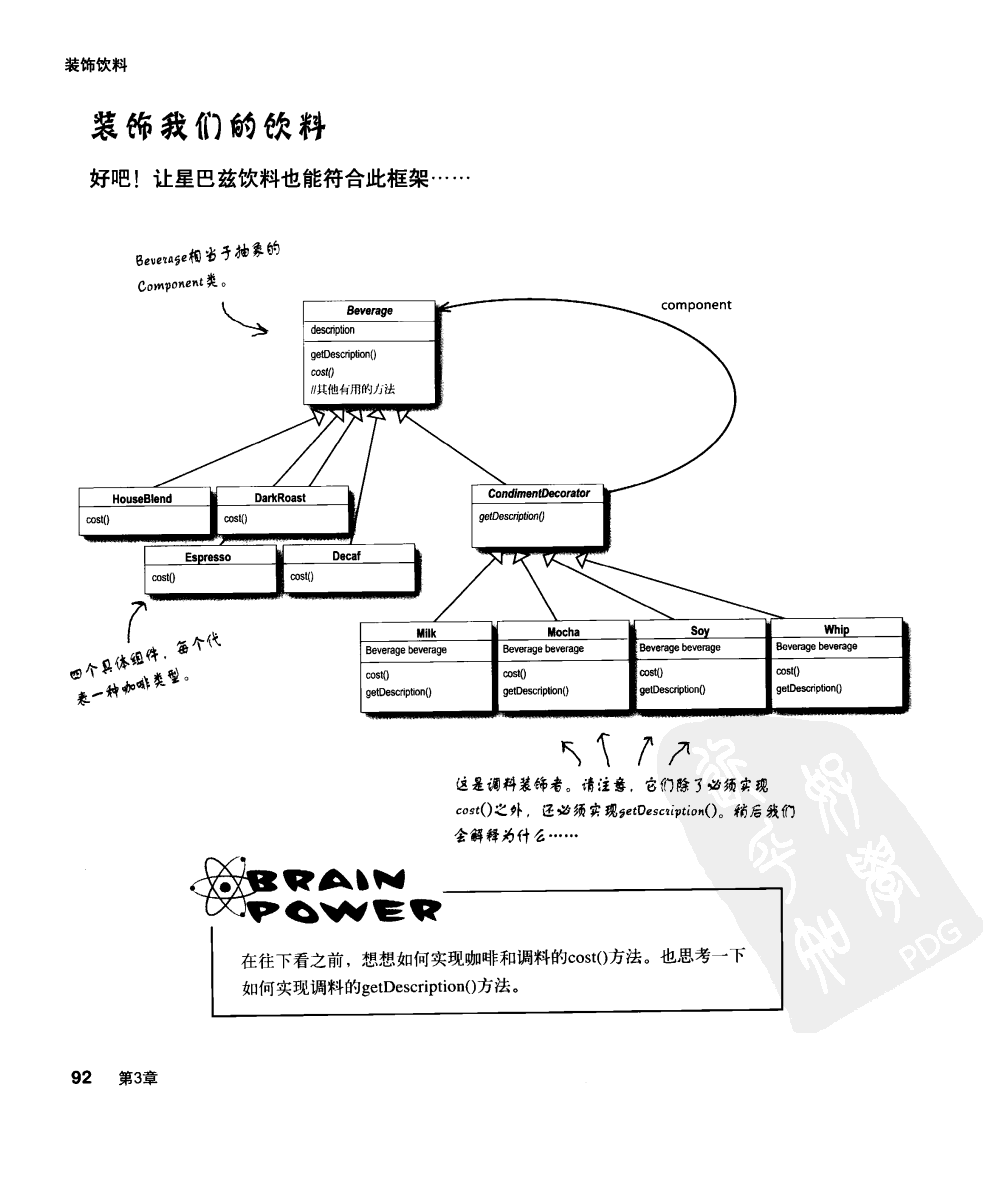 装饰饮料
装饰我们的饮料
好吧！让星巴兹饮料也能符合此框架……
Beverage相当于抽象的
Component类。
component
Beverage
description
getDescription()
cost()
//其他有用的方法
HouseBlend
cost()
DarkRoast
cost()
CondimentDecorator
getDescription()
Espresso
cost()
Decaf
cost()
四个具体组件，每个代
表一种咖啡类型。
Milk
Beverage beverage
cost()
getDescription()
Mocha
Beverage beverage
cost()
getDescription()
Soy
Beverage beverage
cost()
getDescription()
Whip
Beverage beverage
cost()
getDescription()
这是调料装饰者。请注意，它们除了必须实现
cost()之外，还必须实现getDescription()。稍后我们
会解释为什么……
BRAIN
POWER
在往下看之前，想想如何实现咖啡和调料的cost()方法。也思考一下
如何实现调料的getDescription()方法。
PDG
92 第3章